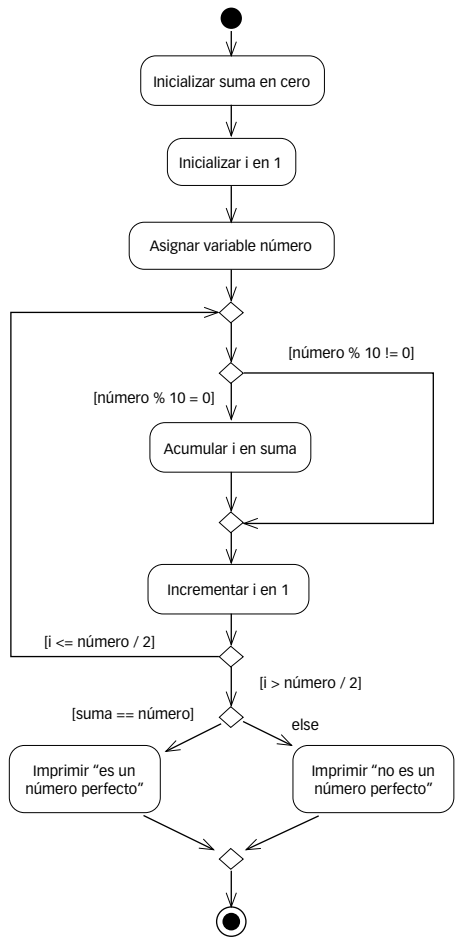 Inicializar suma en cero
Inicializar i en 1
Asignar variable número
[número % 10 != 0]
[número % 10 = 0]
Acumular i en suma
Incrementar i en 1
[i <= número / 2]
[i > número / 2]
[suma == número]
else
Imprimir “es un
número perfecto”
Imprimir “no es un
número perfecto”